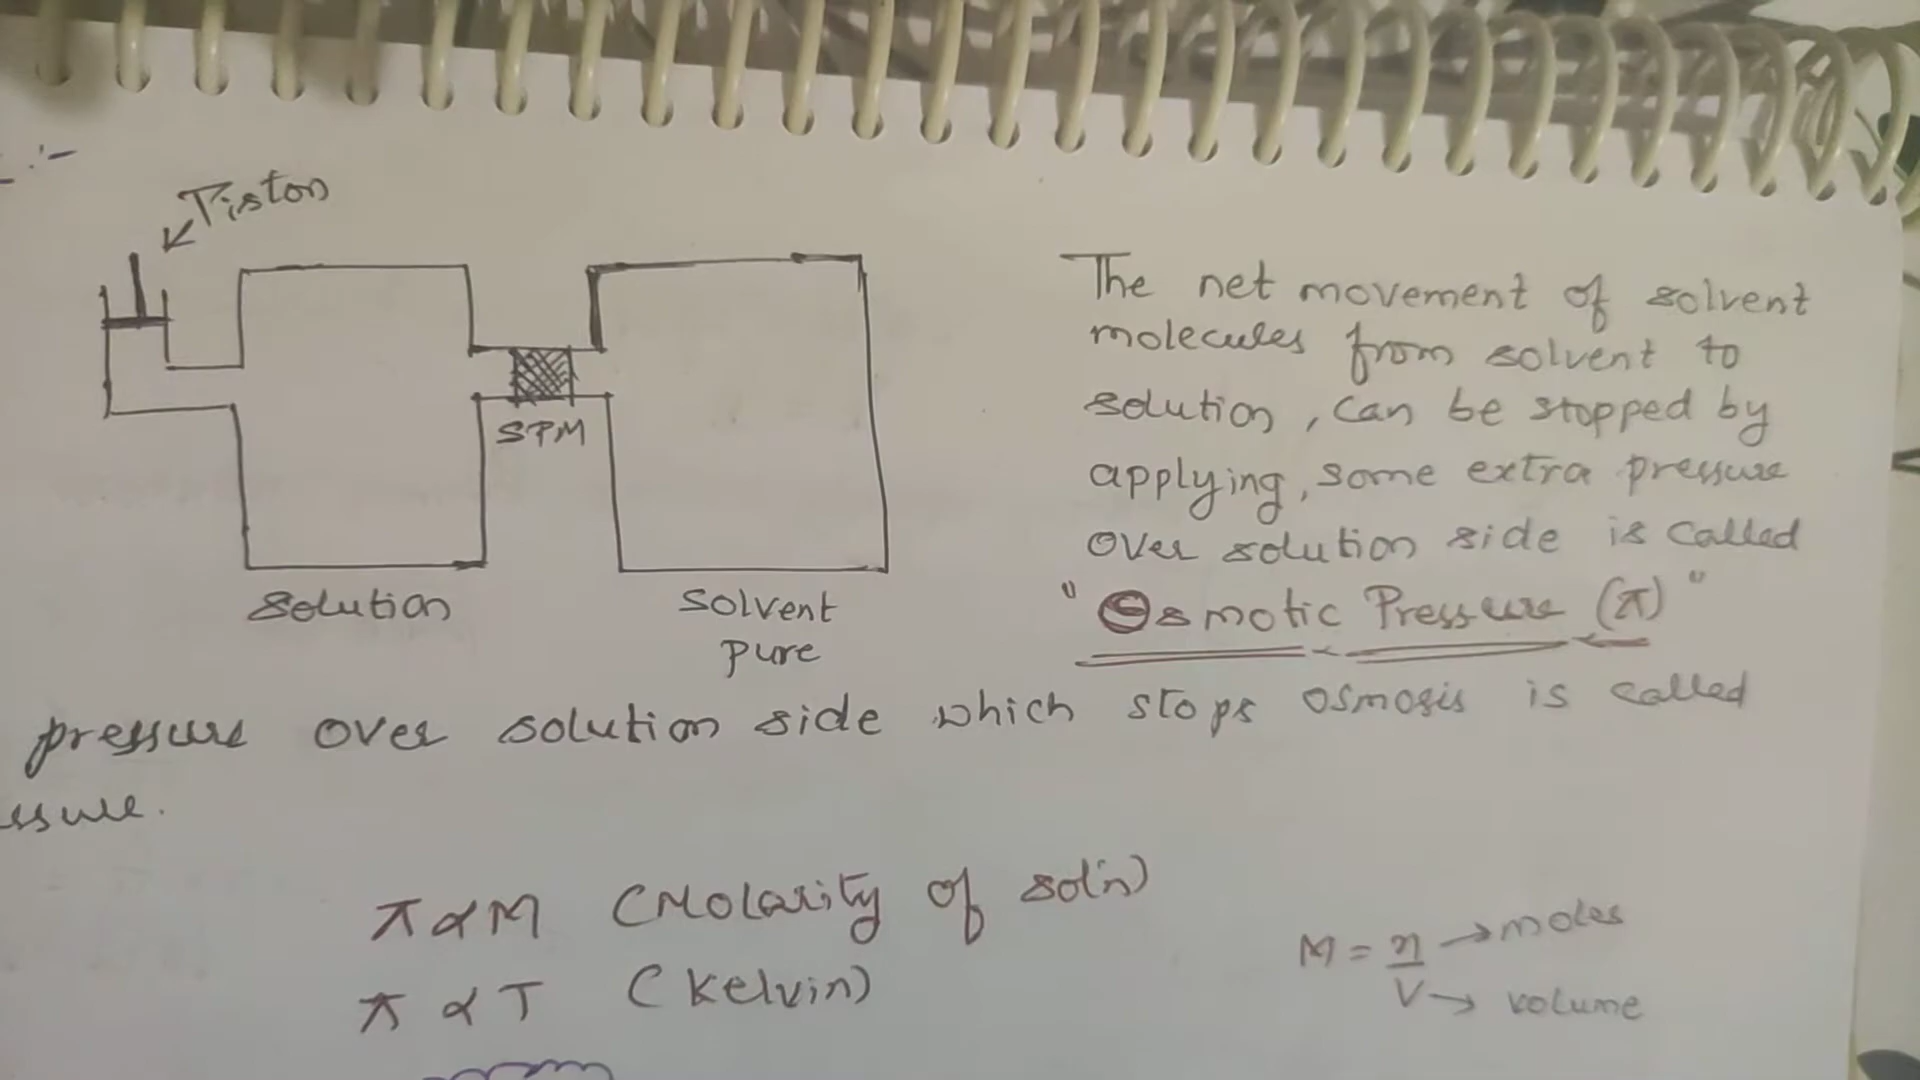 Piston
SPM
Solution
Solvent
pure
The net movement of solvent
molecules from solvent to
solution, can be stopped by
applying, some extra pressure
over solution side is called
"Osmotic Pressure (π)"
pressure over solution side which stops osmosis is called
ssure.
π α M (Molarity of sol'n)
π α T (Kelvin)
M = n → moles
V → volume